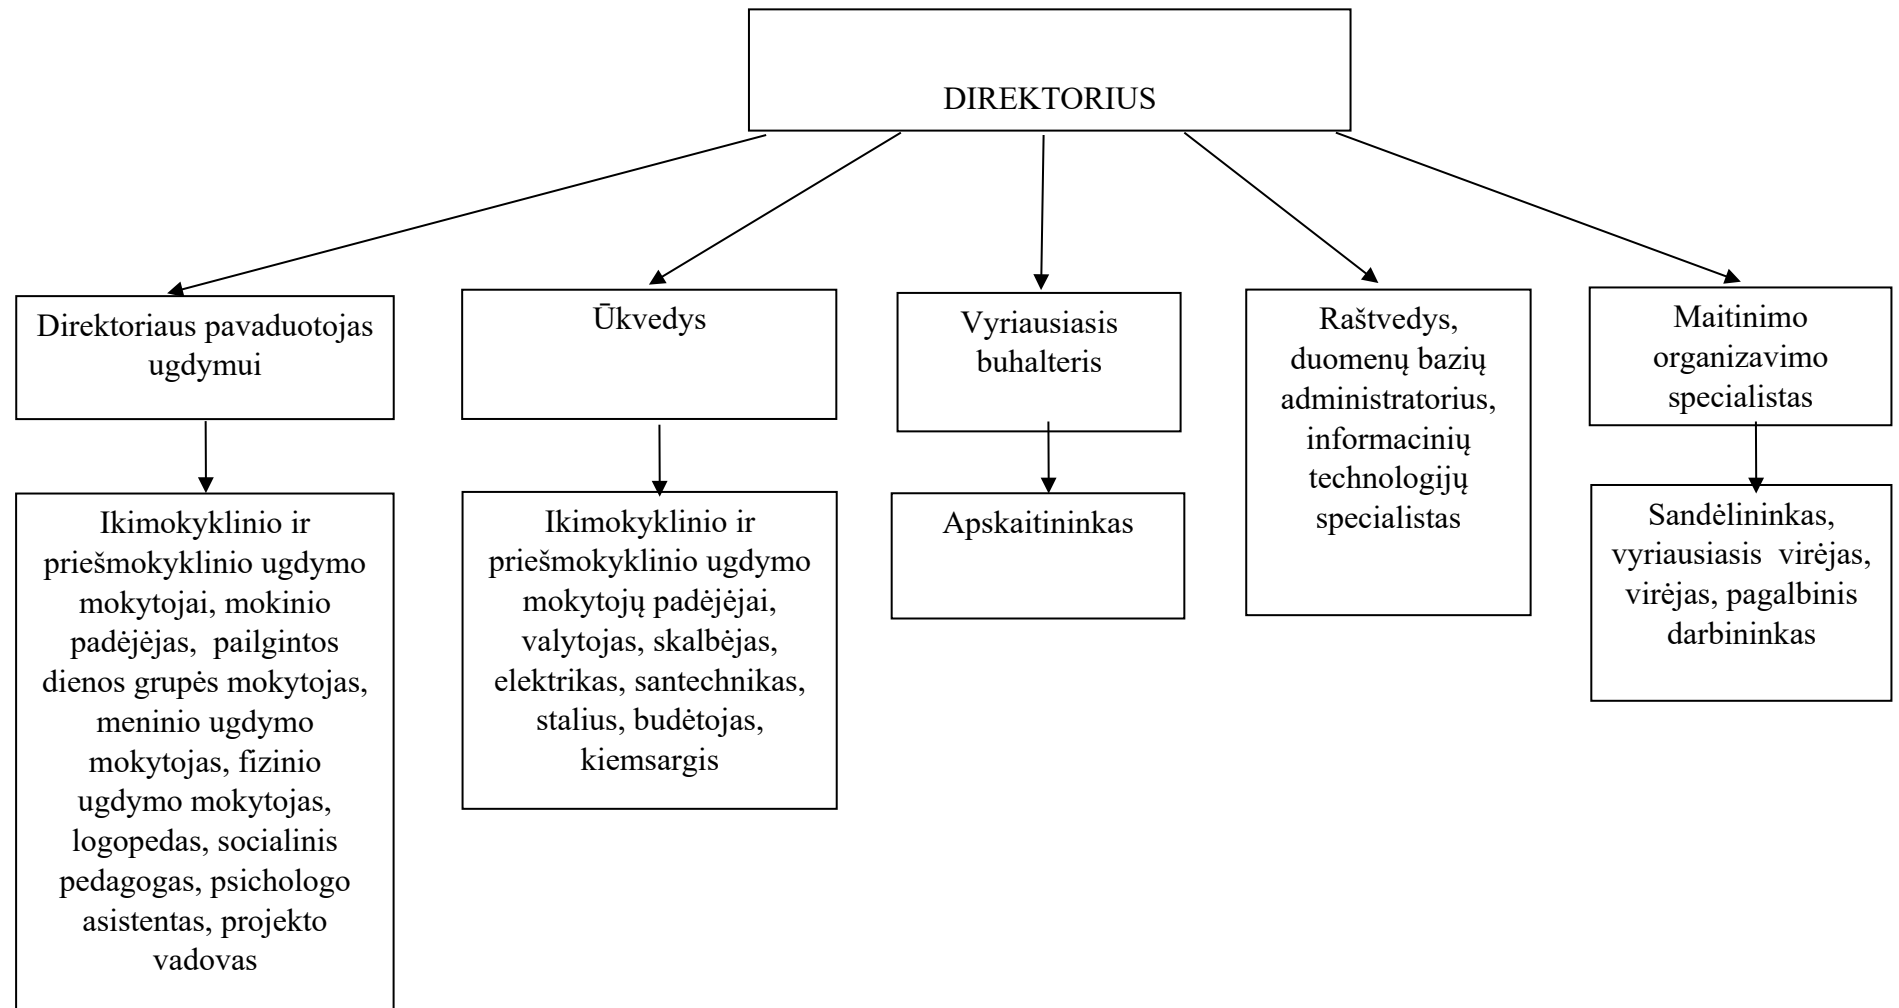 DIREKTORIUS
Direktoriaus pavaduotojas
ugdymui
Ūkvedys
Vyriausiasis
buhalteris
Raštvedys,
duomenų bazių
administratorius,
informacinių
technologijų
specialistas
Maitinimo
organizavimo
specialistas
Ikimokyklinio ir
priešmokyklinio ugdymo
mokytojai, mokinio
padėjėjas,  pailgintos
dienos grupės mokytojas,
meninio ugdymo
mokytojas, fizinio
ugdymo mokytojas,
logopedas, socialinis
pedagogas, psichologo
asistentas, projekto
vadovas
Ikimokyklinio ir
priešmokyklinio ugdymo
mokytojų padėjėjai,
valytojas, skalbėjas,
elektrikas, santechnikas,
stalius, budėtojas,
kiemsargis
Apskaitininkas
Sandėlininkas,
vyriausiasis  virėjas,
virėjas, pagalbinis
darbininkas